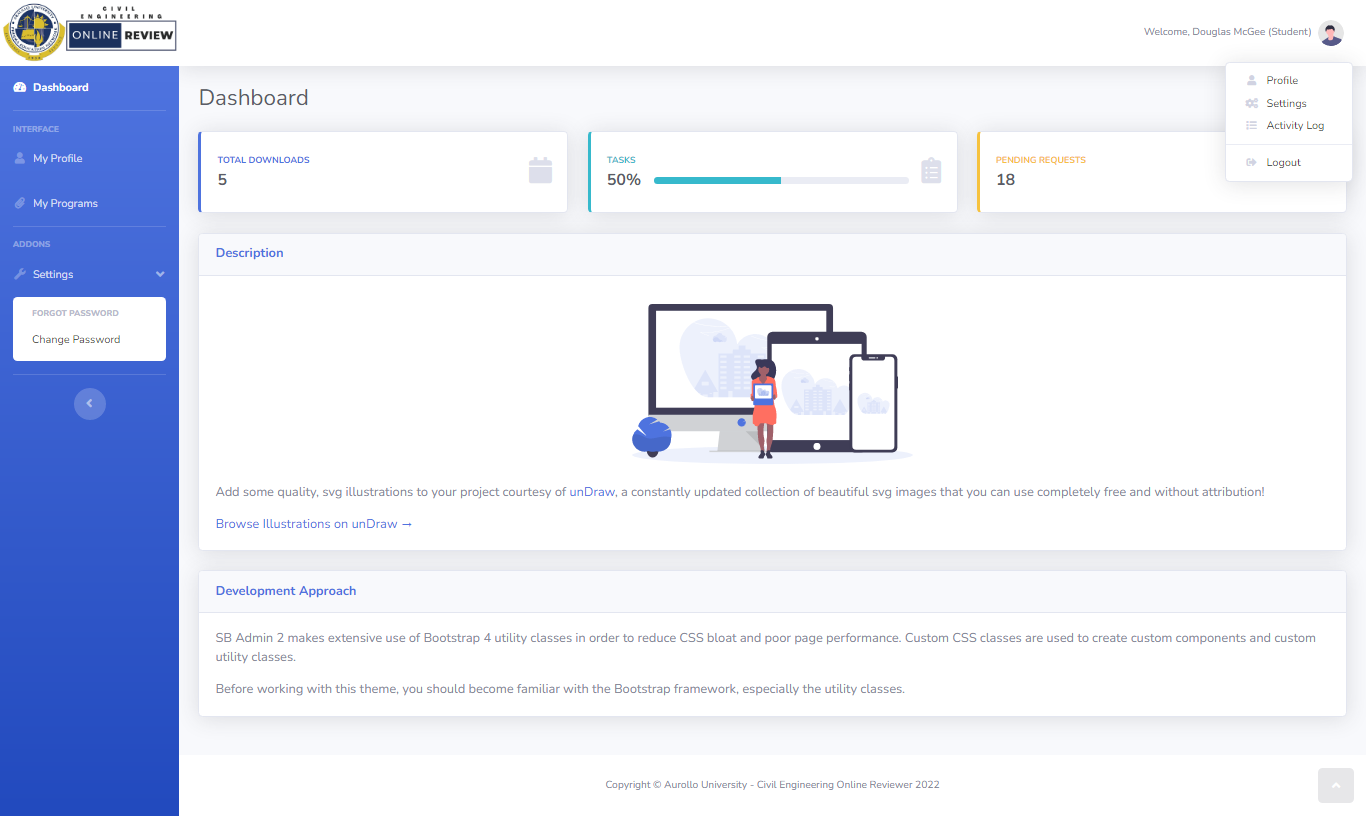 CIVIL
ENGINEERING
ONLINE REVIEW
Welcome, Douglas McGee (Student)
Profile
Settings
Activity Log
Logout
Dashboard
INTERFACE
My Profile
My Programs
ADDONS
Settings
FORGOT PASSWORD
Change Password
Dashboard
TOTAL DOWNLOADS
5
TASKS
50%
PENDING REQUESTS
18
Description
Add some quality, svg illustrations to your project courtesy of unDraw, a constantly updated collection of beautiful svg images that you can use completely free and without attribution!
Browse Illustrations on unDraw →
Development Approach
SB Admin 2 makes extensive use of Bootstrap 4 utility classes in order to reduce CSS bloat and poor page performance. Custom CSS classes are used to create custom components and custom
utility classes.
Before working with this theme, you should become familiar with the Bootstrap framework, especially the utility classes.
Copyright © Aurollo University - Civil Engineering Online Reviewer 2022